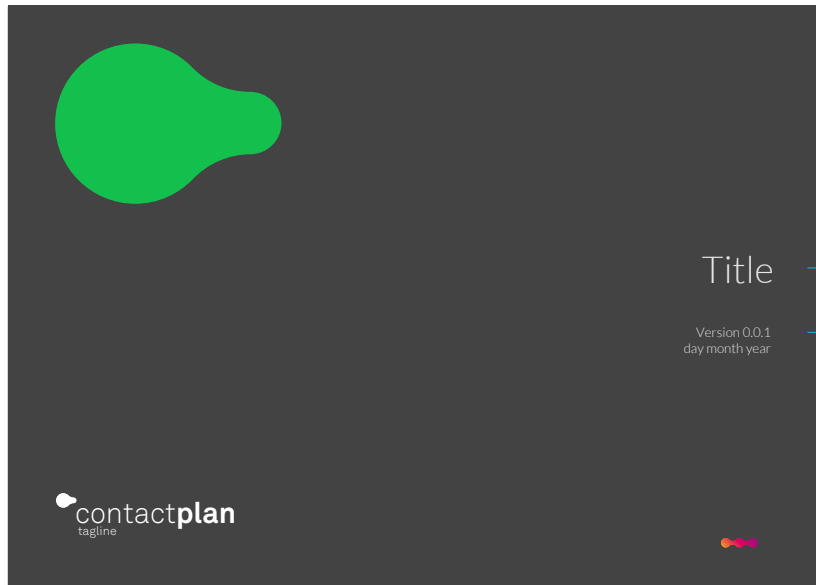 Title
Version 0.0.1
day month year
contactplan
tagline